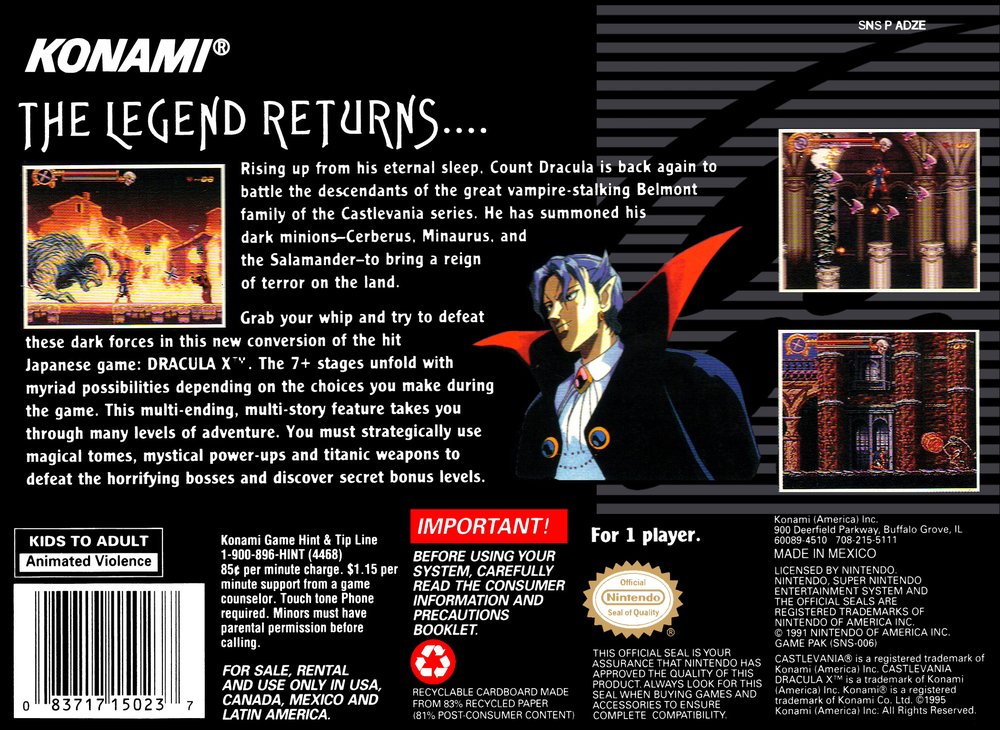 SNS P ADZE
KONAMI®
THE LEGEND RETURNS....
Rising up from his eternal sleep, Count Dracula is back again to
battle the descendants of the great vampire-stalking Belmont
family of the Castlevania series. He has summoned his
dark minions–Cerberus, Minaurus, and
the Salamander–to bring a reign
of terror on the land.
Grab your whip and try to defeat
these dark forces in this new conversion of the hit
Japanese game: DRACULA X™. The 7+ stages unfold with
myriad possibilities depending on the choices you make during
the game. This multi-ending, multi-story feature takes you
through many levels of adventure. You must strategically use
magical tomes, mystical power-ups and titanic weapons to
defeat the horrifying bosses and discover secret bonus levels.
KIDS TO ADULT
Animated Violence
0 83717 15023 7
Konami Game Hint & Tip Line
1-900-896-HINT (4468)
85¢ per minute charge. $1.15 per
minute support from a game
counselor. Touch tone Phone
required. Minors must have
parental permission before
calling.
FOR SALE, RENTAL
AND USE ONLY IN USA,
CANADA, MEXICO AND
LATIN AMERICA.
IMPORTANT!
BEFORE USING YOUR
SYSTEM, CAREFULLY
READ THE CONSUMER
INFORMATION AND
PRECAUTIONS
BOOKLET.
RECYCLABLE CARDBOARD MADE
FROM 83% RECYCLED PAPER
(81% POST-CONSUMER CONTENT)
For 1 player.
Official
Nintendo
Seal of Quality
®
THIS OFFICIAL SEAL IS YOUR
ASSURANCE THAT NINTENDO HAS
APPROVED THE QUALITY OF THIS
PRODUCT. ALWAYS LOOK FOR THIS
SEAL WHEN BUYING GAMES AND
ACCESSORIES TO ENSURE
COMPLETE COMPATIBILITY.
Konami (America) Inc.
900 Deerfield Parkway, Buffalo Grove, IL
60089-4510 708-215-5111
MADE IN MEXICO
LICENSED BY NINTENDO.
NINTENDO, SUPER NINTENDO
ENTERTAINMENT SYSTEM AND
THE OFFICIAL SEALS ARE
REGISTERED TRADEMARKS OF
NINTENDO OF AMERICA INC.
© 1991 NINTENDO OF AMERICA INC.
GAME PAK (SNS-006)
CASTLEVANIA® is a registered trademark of
Konami (America) Inc. CASTLEVANIA
DRACULA X™ is a trademark of Konami
(America) Inc. Konami® is a registered
trademark of Konami Co. Ltd. ©1995
Konami (America) Inc. All Rights Reserved.